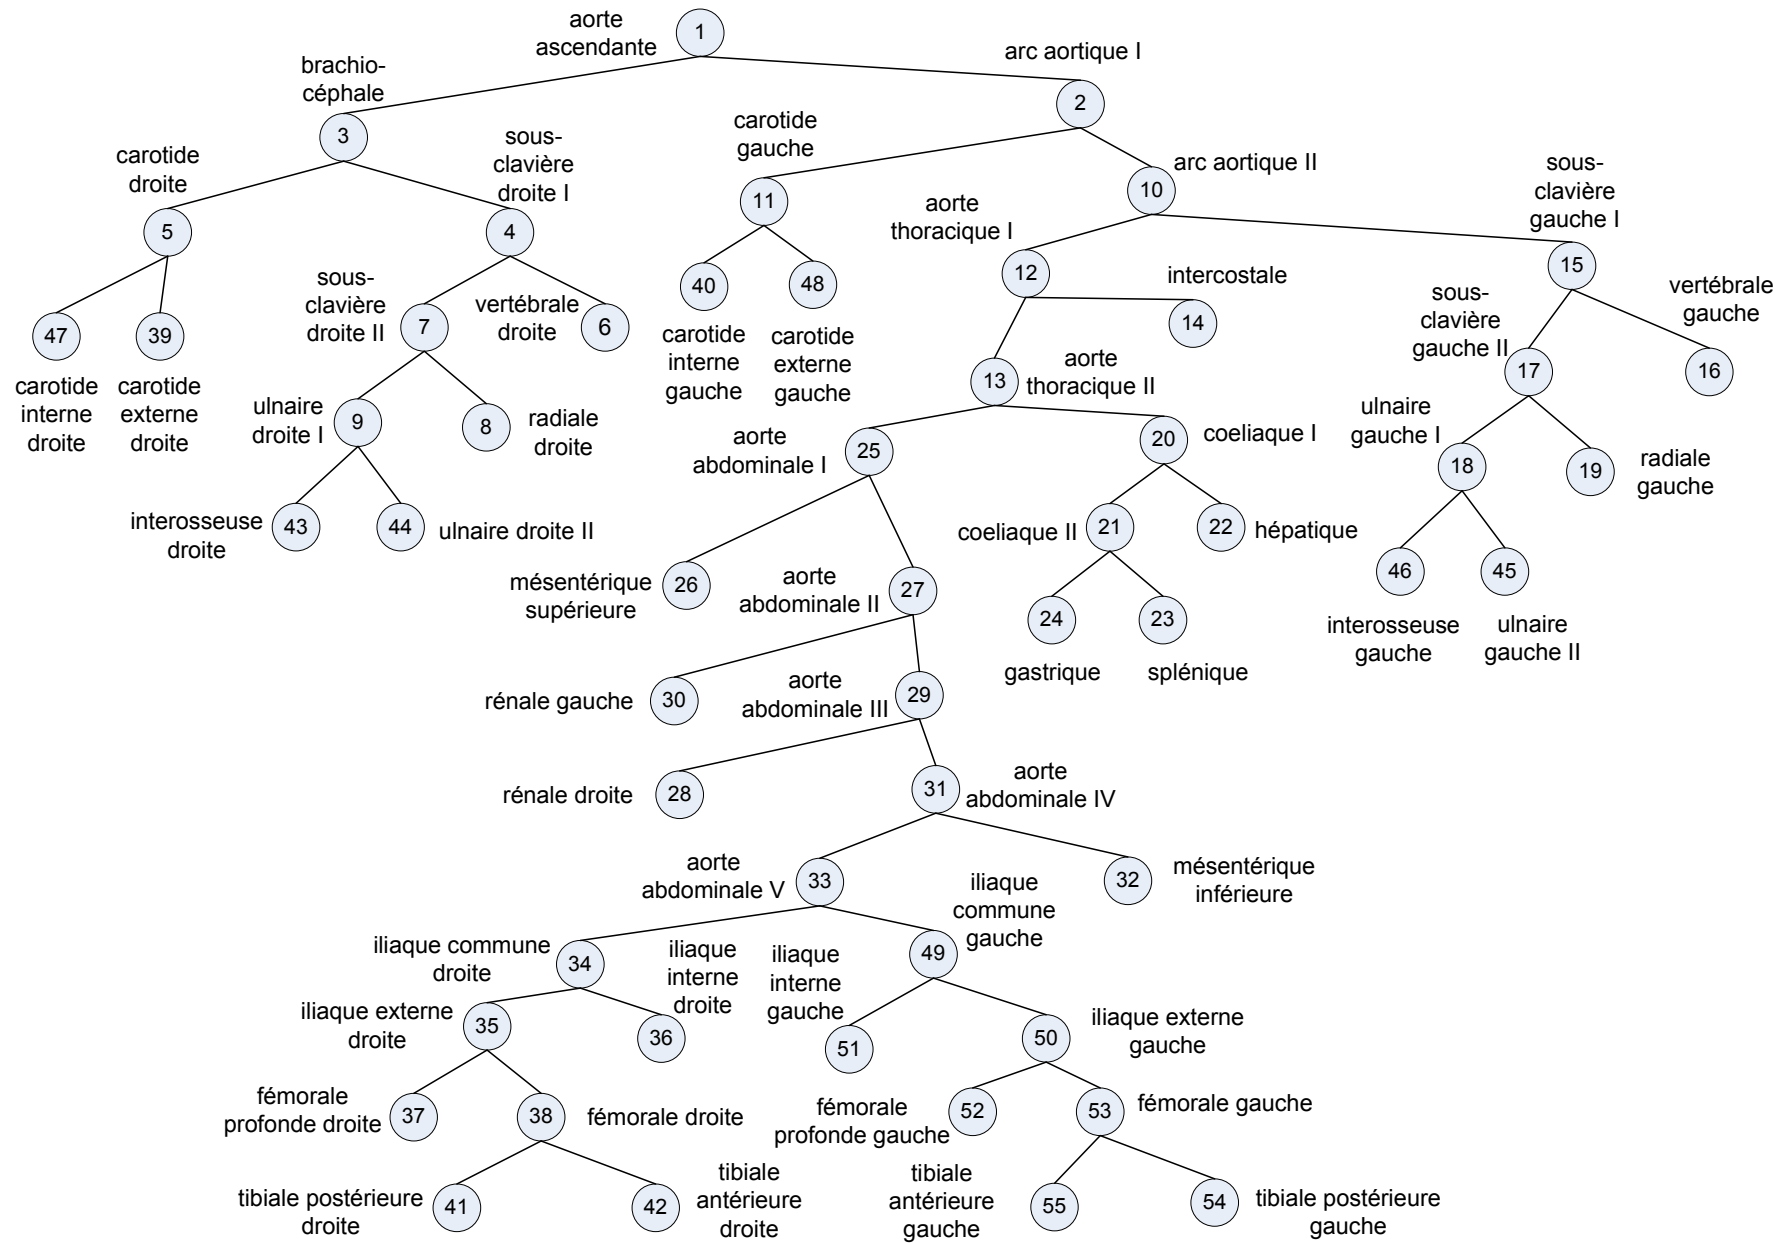 aorte
ascendante
1
arc aortique I
brachio-
céphale
2
3
carotide
gauche
sous-
clavière
droite I
carotide
droite
arc aortique II
sous-
clavière
gauche I
10
11
5
4
aorte
thoracique I
12
15
intercostale
40
48
sous-
clavière
droite II
vertébrale
droite
vertébrale
gauche
sous-
clavière
gauche II
14
7
6
47
39
carotide
interne
gauche
carotide
externe
gauche
aorte
thoracique II
13
17
16
carotide
interne
droite
carotide
externe
droite
ulnaire
droite I
9
8
radiale
droite
ulnaire
gauche I
aorte
abdominale I
25
20
coeliaque I
18
19
radiale
gauche
interosseuse
droite
43
44
ulnaire droite II
coeliaque II
21
22
hépatique
46
45
mésentérique
supérieure
26
aorte
abdominale II
27
24
23
interosseuse
gauche
ulnaire
gauche II
gastrique
splénique
rénale gauche
30
aorte
abdominale III
29
rénale droite
28
31
aorte
abdominale IV
aorte
abdominale V
33
32
mésentérique
inférieure
iliaque
commune
gauche
iliaque commune
droite
34
iliaque
interne
droite
iliaque
interne
gauche
49
iliaque externe
droite
35
36
51
50
iliaque externe
gauche
fémorale
profonde droite
37
38
fémorale droite
fémorale
profonde gauche
52
53
fémorale gauche
tibiale postérieure
droite
41
42
tibiale
antérieure
droite
tibiale
antérieure
gauche
55
54
tibiale postérieure
gauche